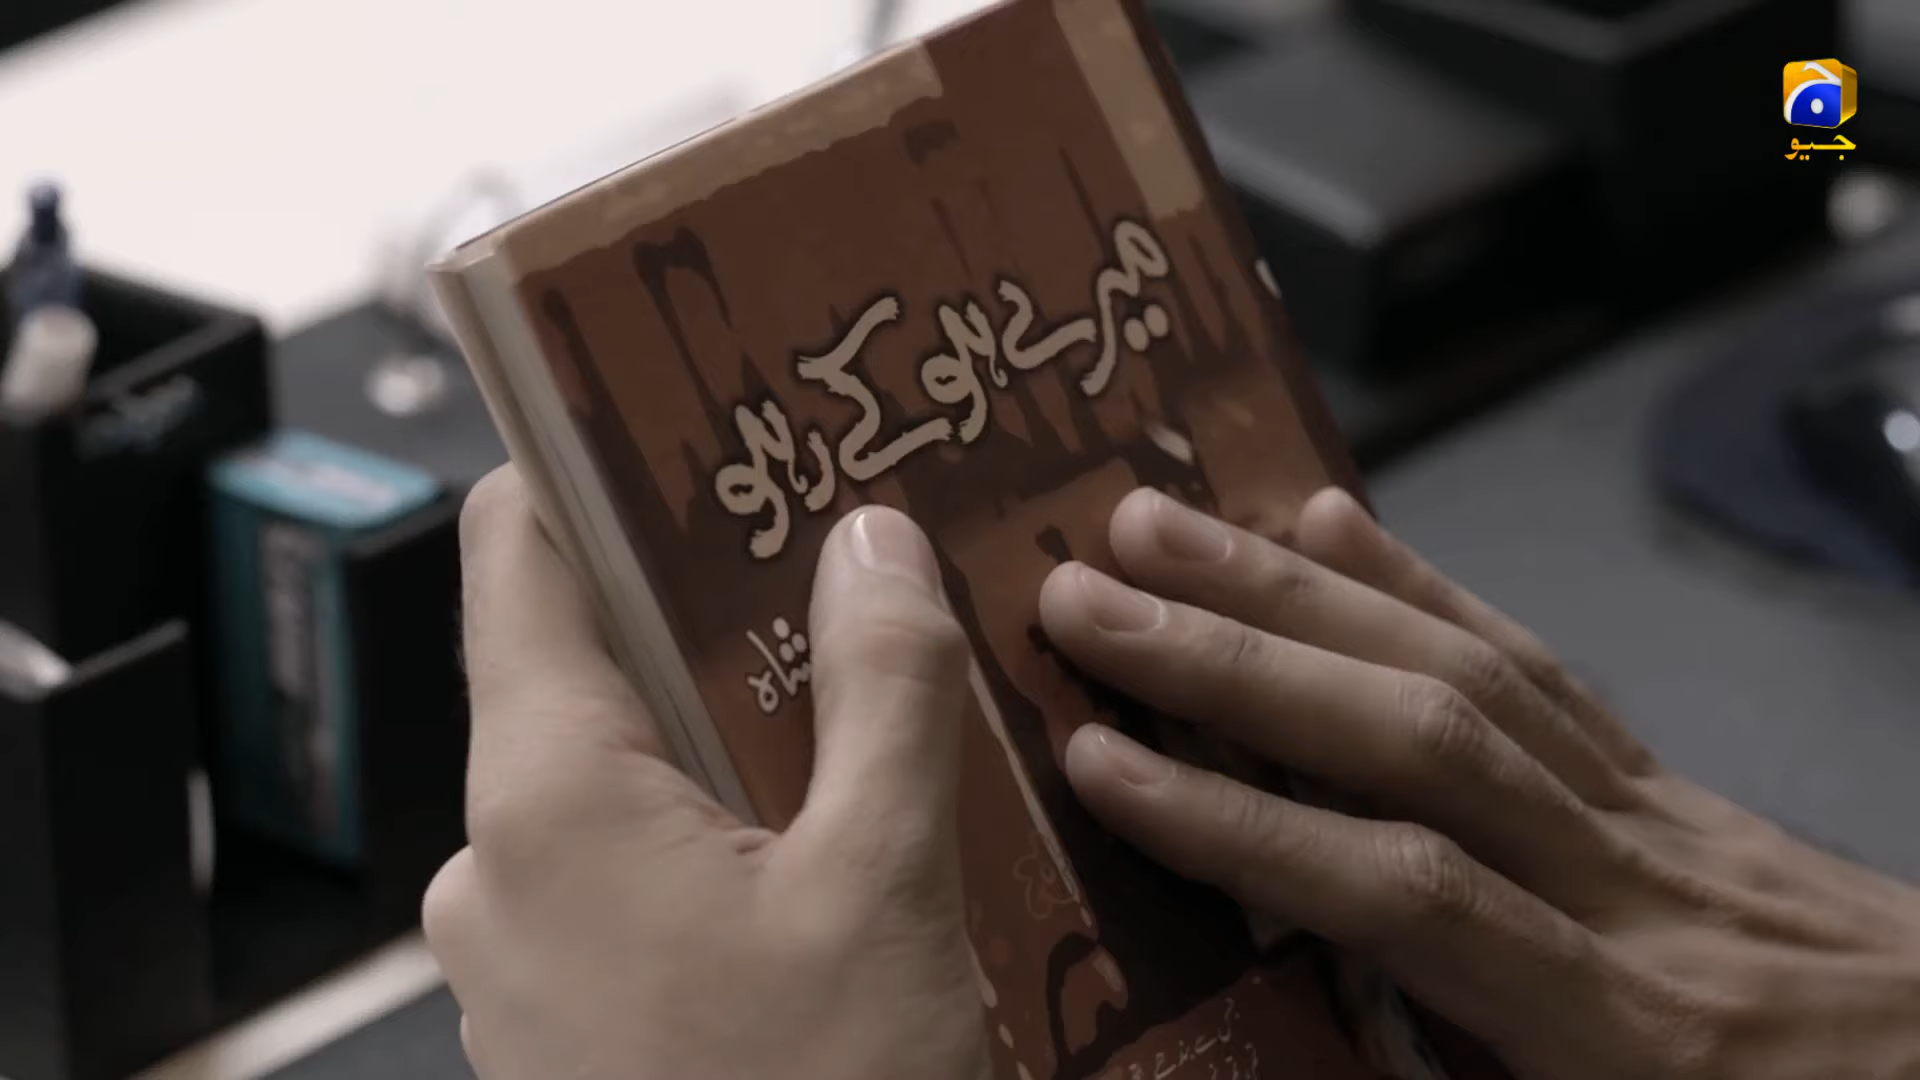 جیو
میرے ہو کے رہو
شاہ